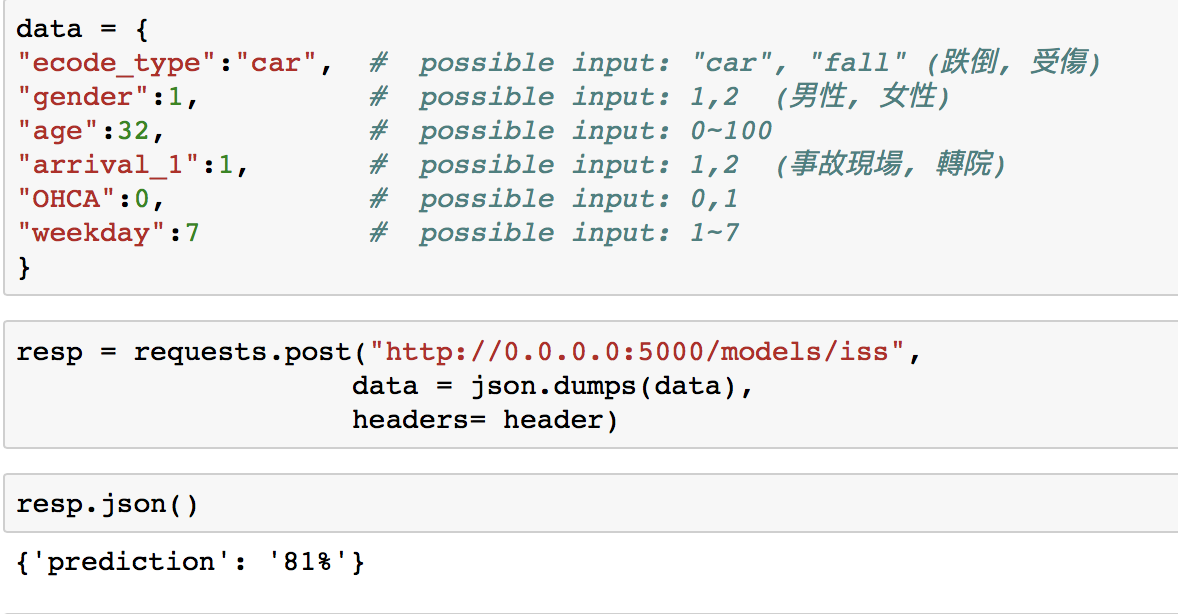 data = {
"ecode_type":"car",  #  possible input: "car", "fall" (跌倒, 受傷)
"gender":1,          #  possible input: 1,2  (男性, 女性)
"age":32,            #  possible input: 0~100
"arrival_1":1,       #  possible input: 1,2  (事故現場, 轉院)
"OHCA":0,            #  possible input: 0,1
"weekday":7          #  possible input: 1~7
}
resp = requests.post("http://0.0.0.0:5000/models/iss",
                    data = json.dumps(data),
                    headers= header)
resp.json()
{'prediction': '81%'}